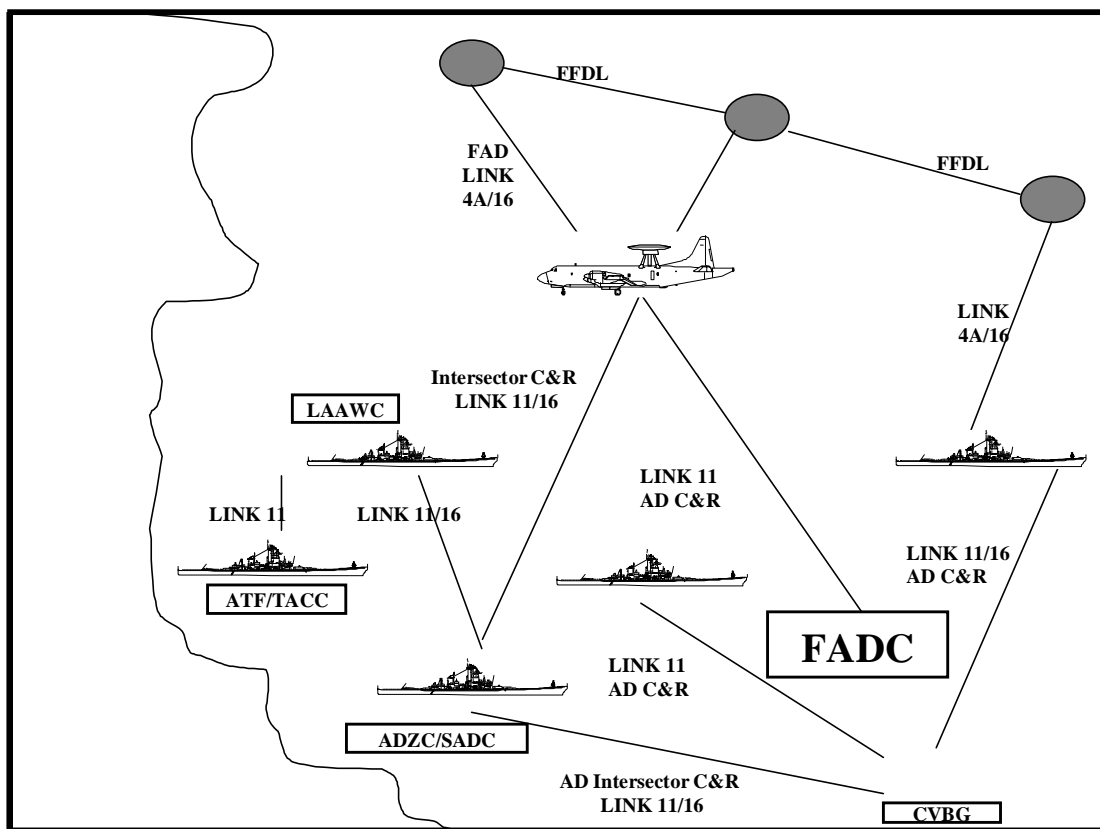 FFDL
FAD
LINK
4A/16
FFDL
LINK
4A/16
Intersector C&R
LINK 11/16
LAAWC
LINK 11
AD C&R
LINK 11
LINK 11/16
LINK 11/16
AD C&R
ATF/TACC
FADC
LINK 11
AD C&R
ADZC/SADC
AD Intersector C&R
LINK 11/16
CVBG